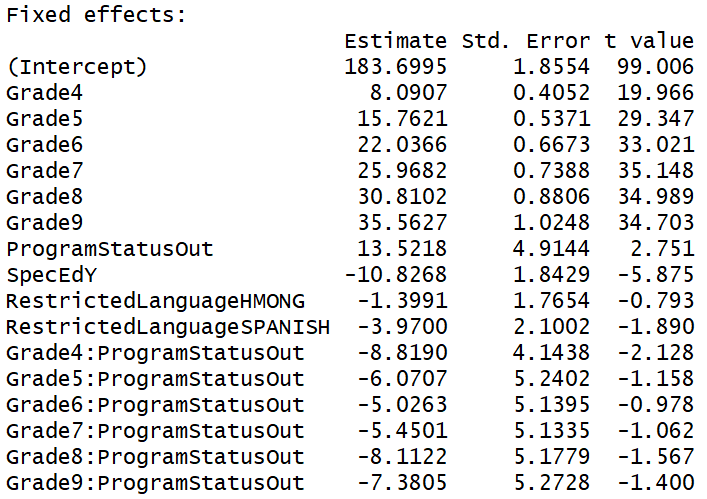 Fixed effects:
Estimate Std. Error t value
(Intercept) 183.6995 1.8554 99.006
Grade4 8.0907 0.4052 19.966
Grade5 15.7621 0.5371 29.347
Grade6 22.0366 0.6673 33.021
Grade7 25.9682 0.7388 35.148
Grade8 30.8102 0.8806 34.989
Grade9 35.5627 1.0248 34.703
ProgramStatusOut 13.5218 4.9144 2.751
SpecEdY -10.8268 1.8429 -5.875
RestrictedLanguageHMONG -1.3991 1.7654 -0.793
RestrictedLanguageSPANISH -3.9700 2.1002 -1.890
Grade4:ProgramStatusOut -8.8190 4.1438 -2.128
Grade5:ProgramStatusOut -6.0707 5.2402 -1.158
Grade6:ProgramStatusOut -5.0263 5.1395 -0.978
Grade7:ProgramStatusOut -5.4501 5.1335 -1.062
Grade8:ProgramStatusOut -8.1122 5.1779 -1.567
Grade9:ProgramStatusOut -7.3805 5.2728 -1.400